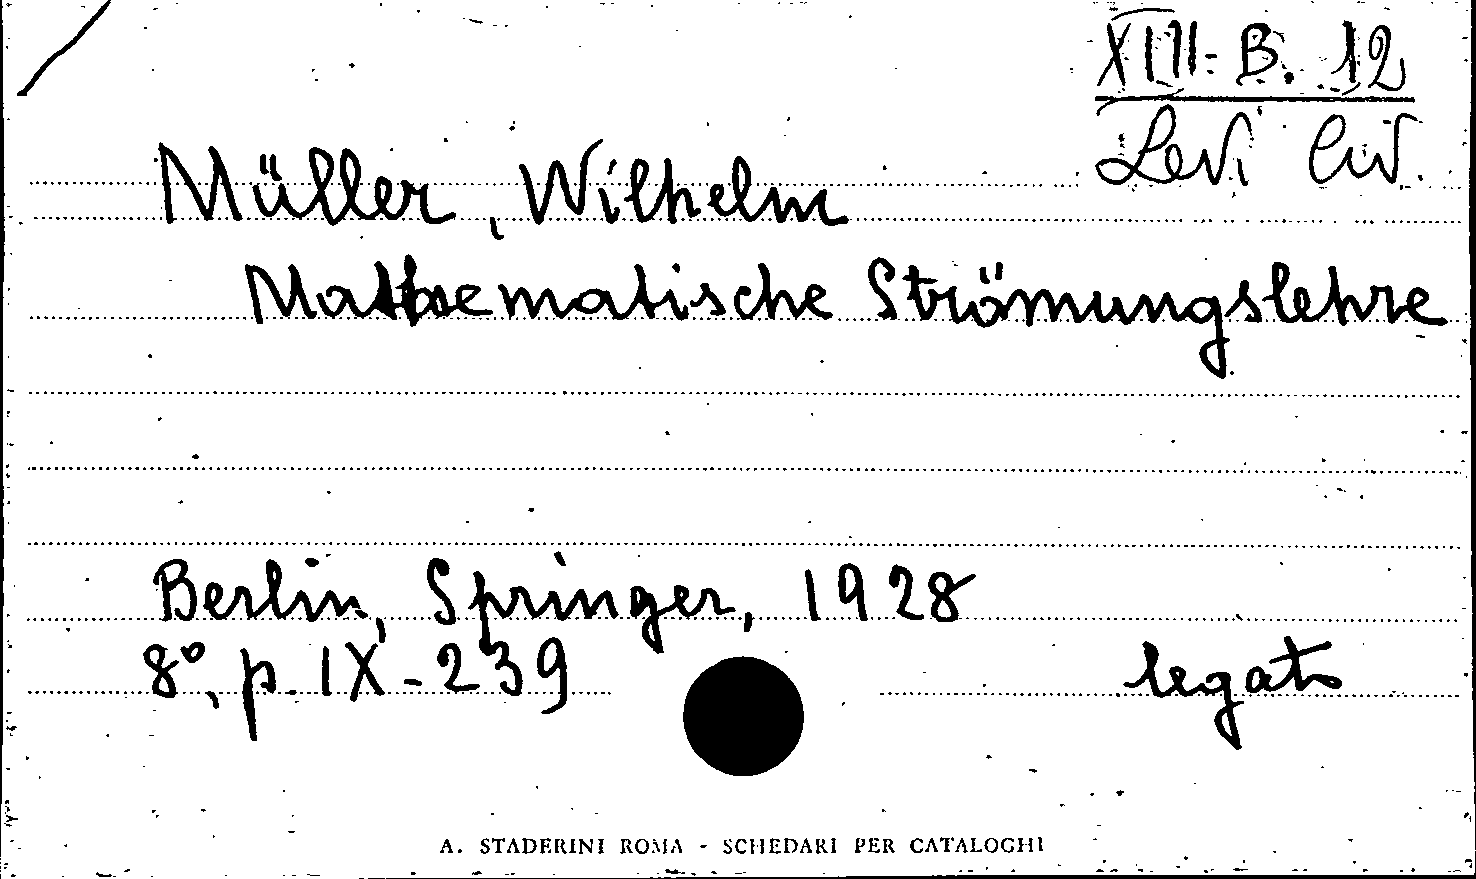 XIII-B. 12
Levi Civ.
Müller, Wilhelm
Mathematische Strömungslehre
Berlin, Springer, 1928
8°, p. IX-239
legato
A. STADERINI ROMA - SCHEDARI PER CATALOGHI